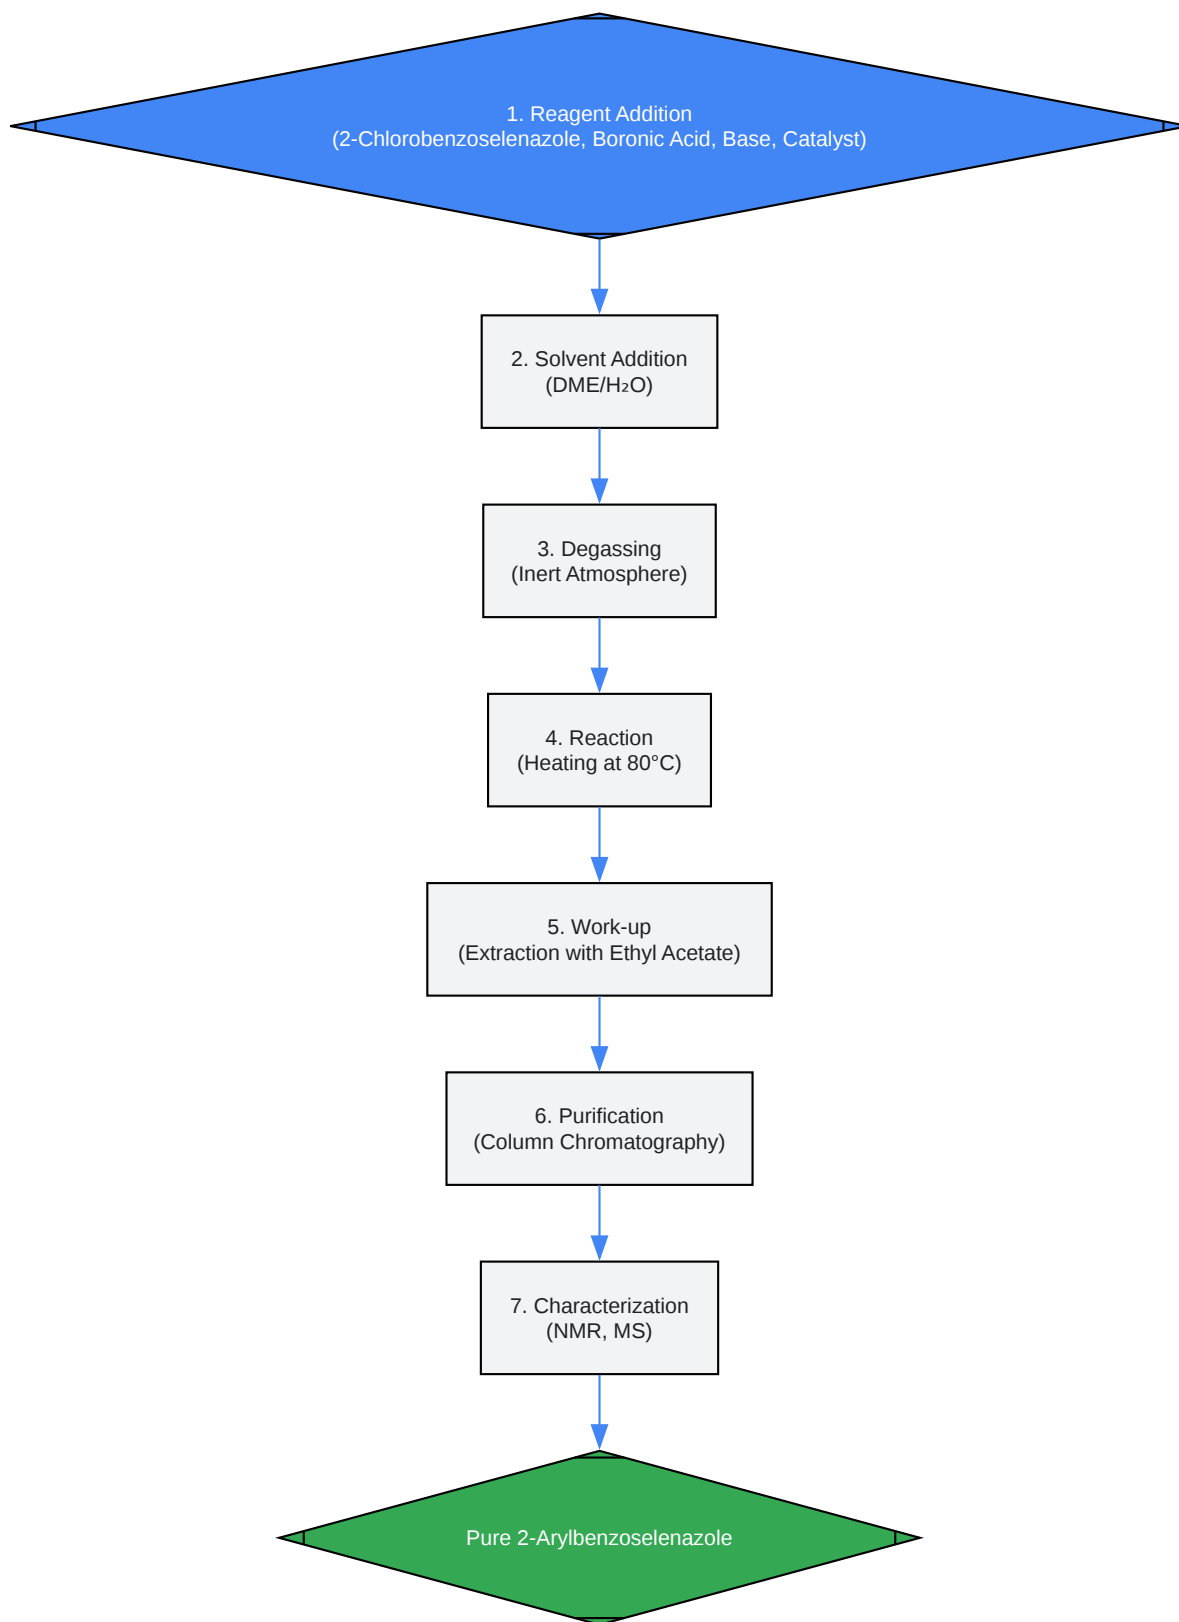 1. Reagent Addition
(2-Chlorobenzoselenazole, Boronic Acid, Base, Catalyst)
2. Solvent Addition
(DME/H₂O)
3. Degassing
(Inert Atmosphere)
4. Reaction
(Heating at 80°C)
5. Work-up
(Extraction with Ethyl Acetate)
6. Purification
(Column Chromatography)
7. Characterization
(NMR, MS)
Pure 2-Arylbenzoselenazole